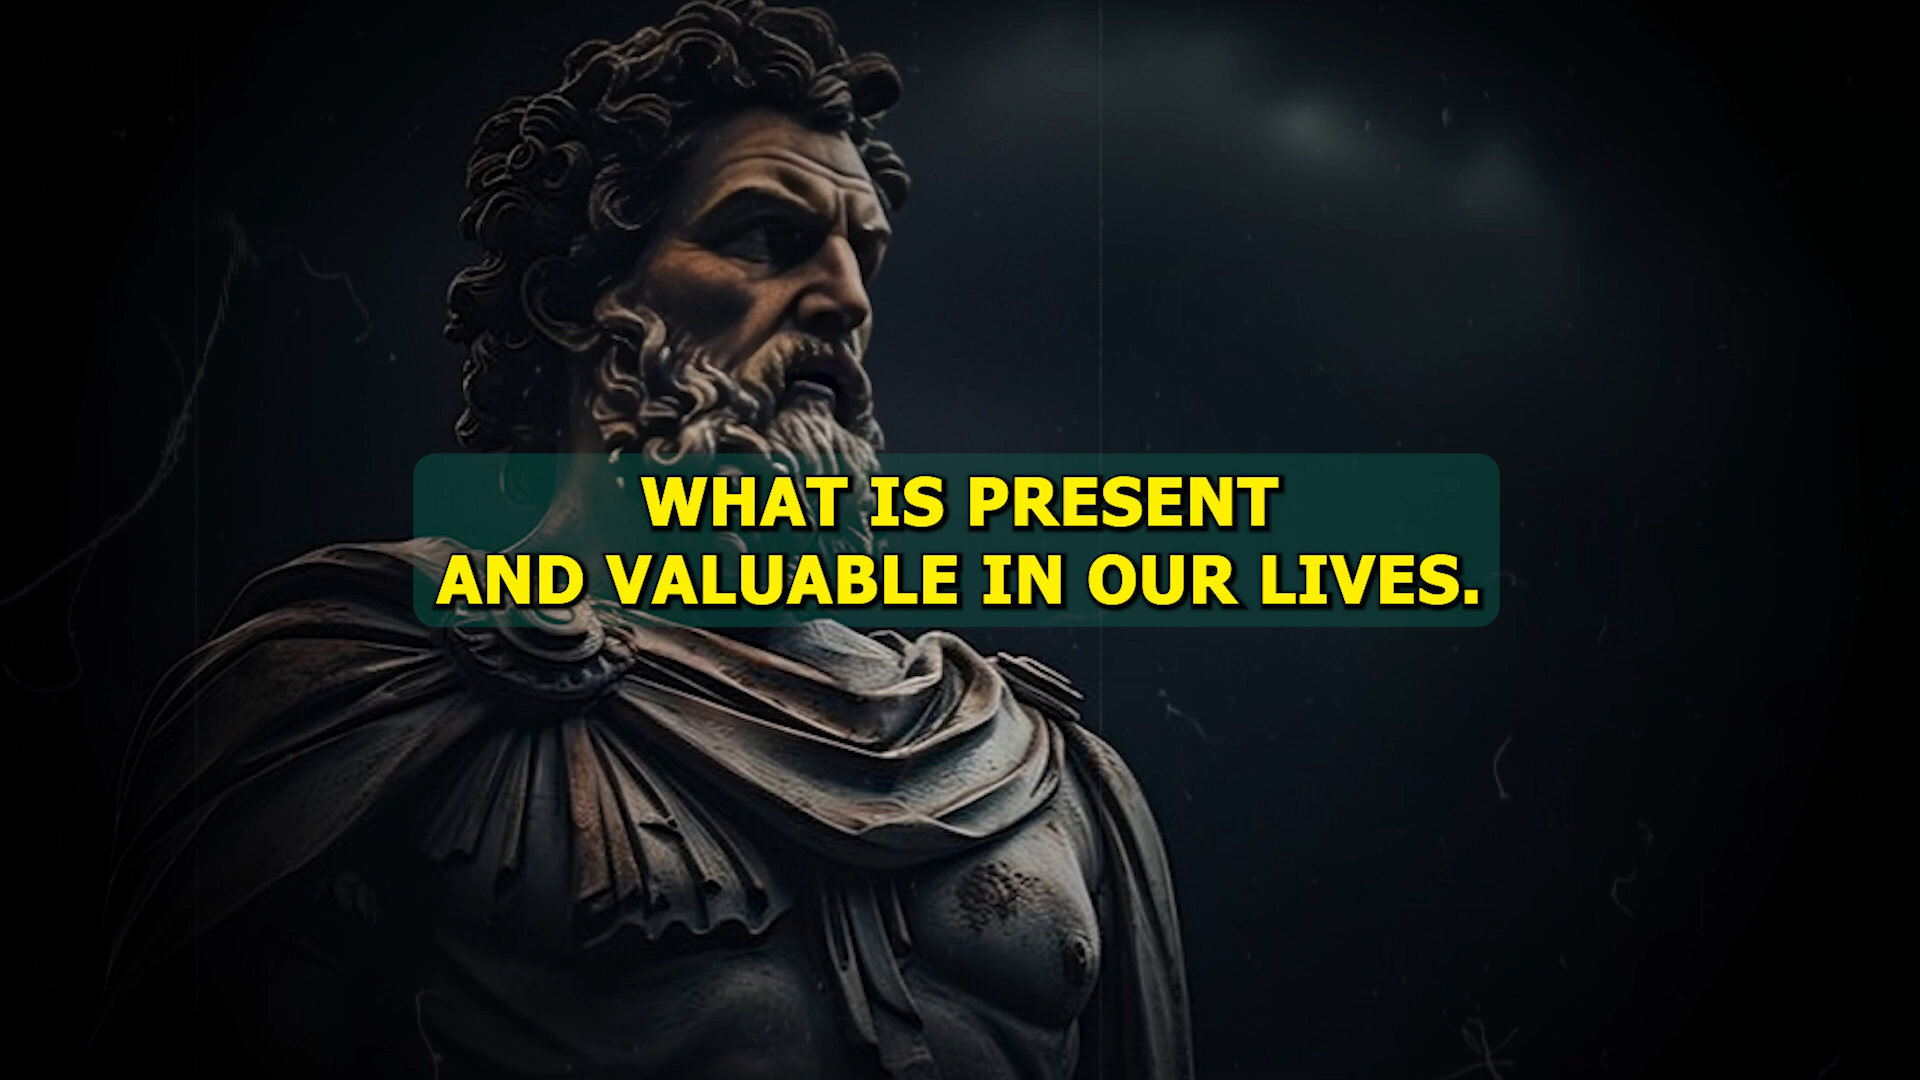 WHAT IS PRESENT
AND VALUABLE IN OUR LIVES.